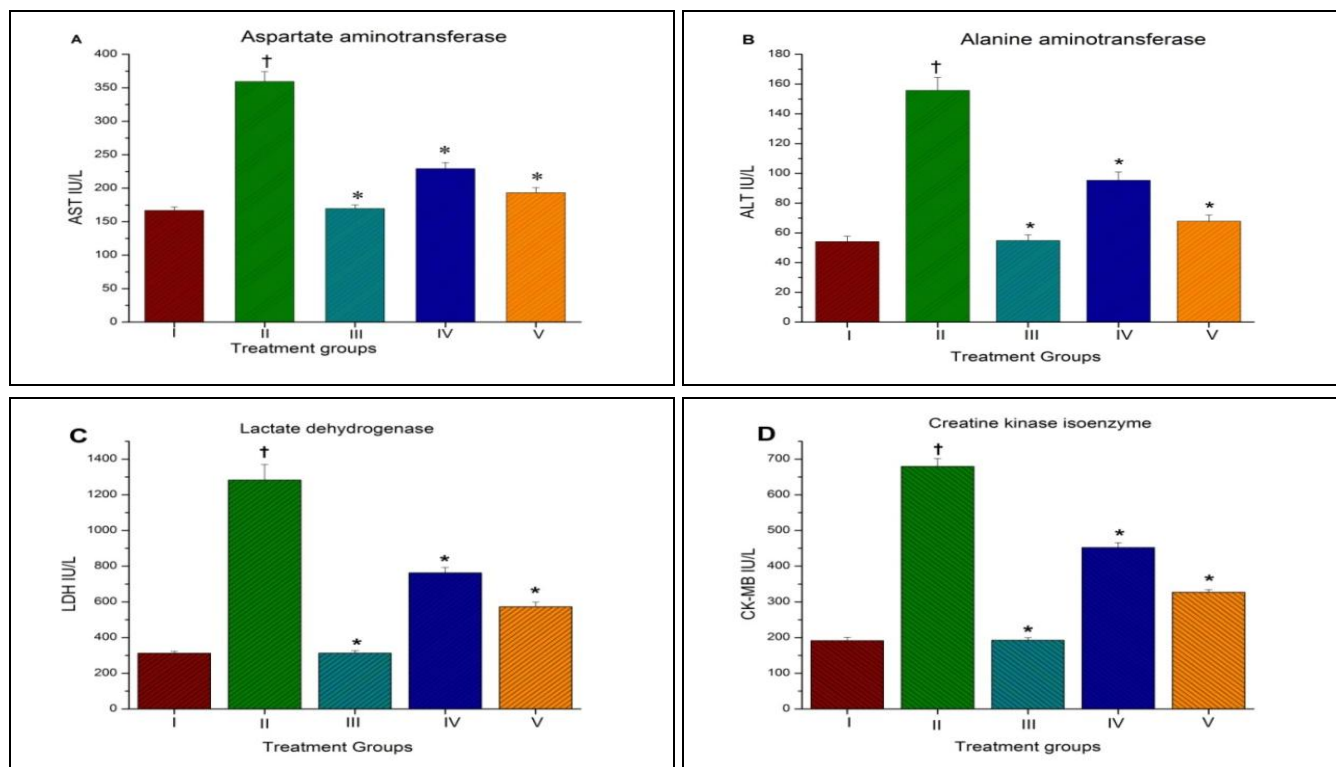 A
Aspartate aminotransferase
400
350
300
250
200
150
100
50
0
AST IU/L
†
*
*
*
I II III IV V
Treatment groups
B
Alanine aminotransferase
180
160
140
120
100
80
60
40
20
0
ALT IU/L
†
*
*
*
I II III IV V
Treatment Groups
C
Lactate dehydrogenase
1400
1200
1000
800
600
400
200
0
LDH IU/L
†
*
*
*
I II III IV V
Treatment Groups
D
Creatine kinase isoenzyme
700
600
500
400
300
200
100
0
CK-MB IU/L
†
*
*
*
I II III IV V
Treatment groups